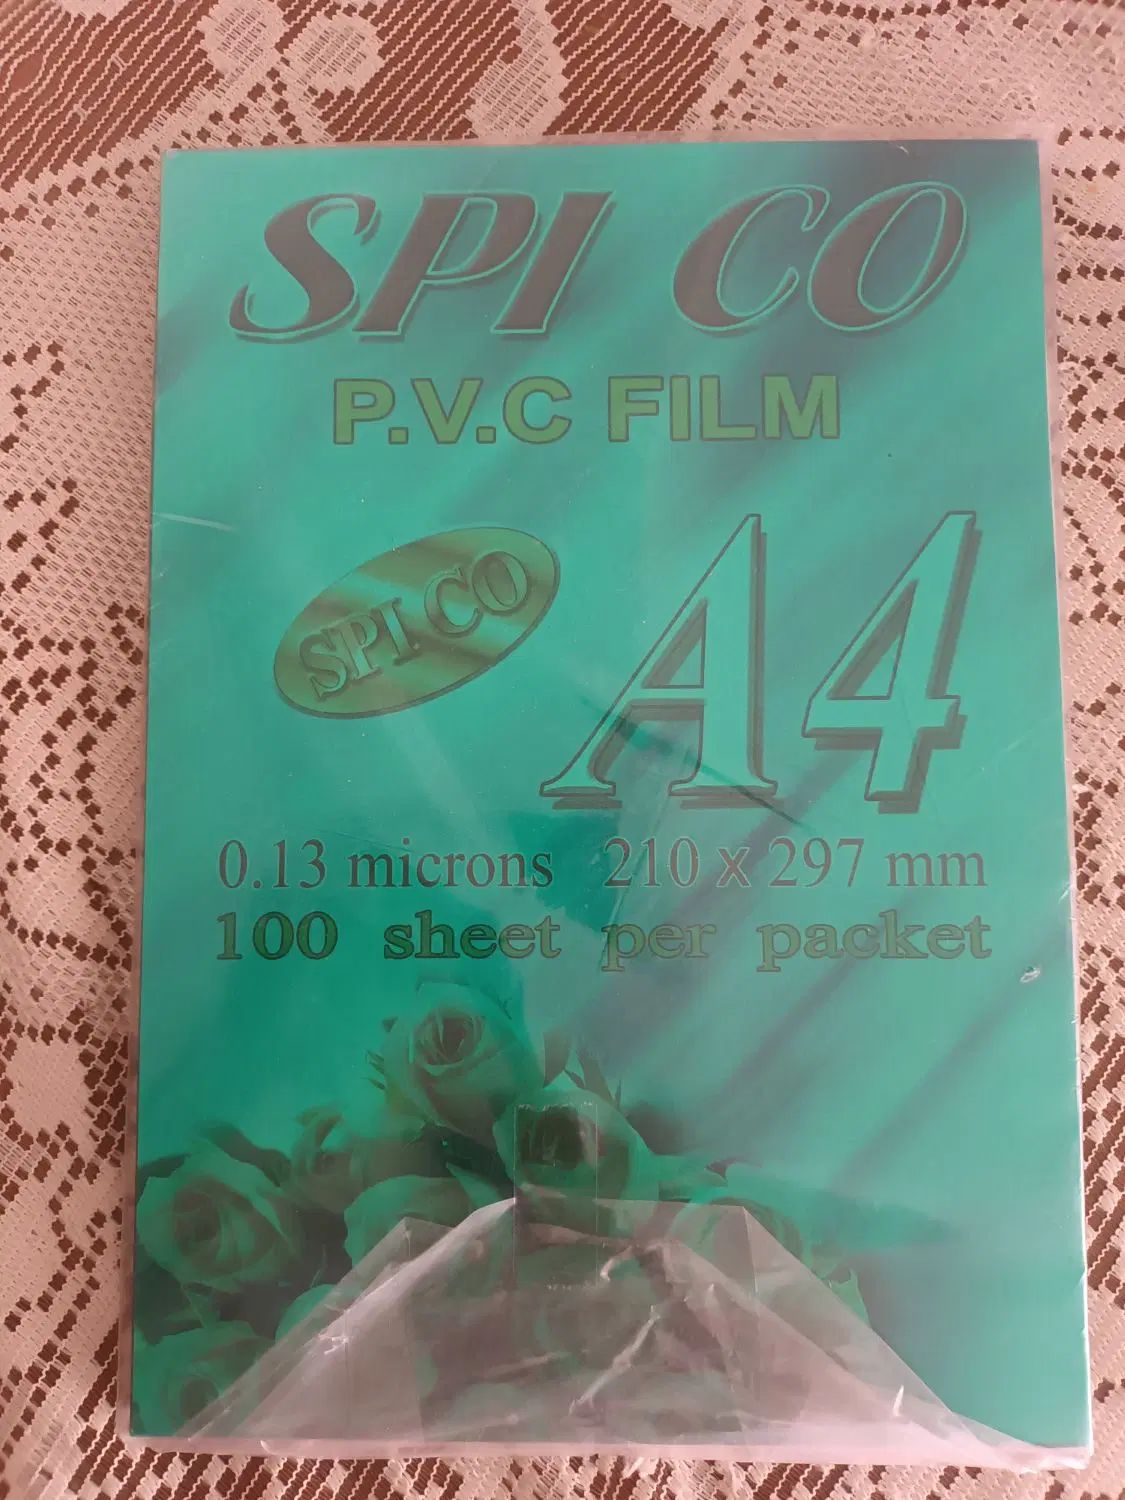 SPI CO
P.V.C FILM
SPI CO
A4
0.13 microns 210 x 297 mm
100 sheet per packet